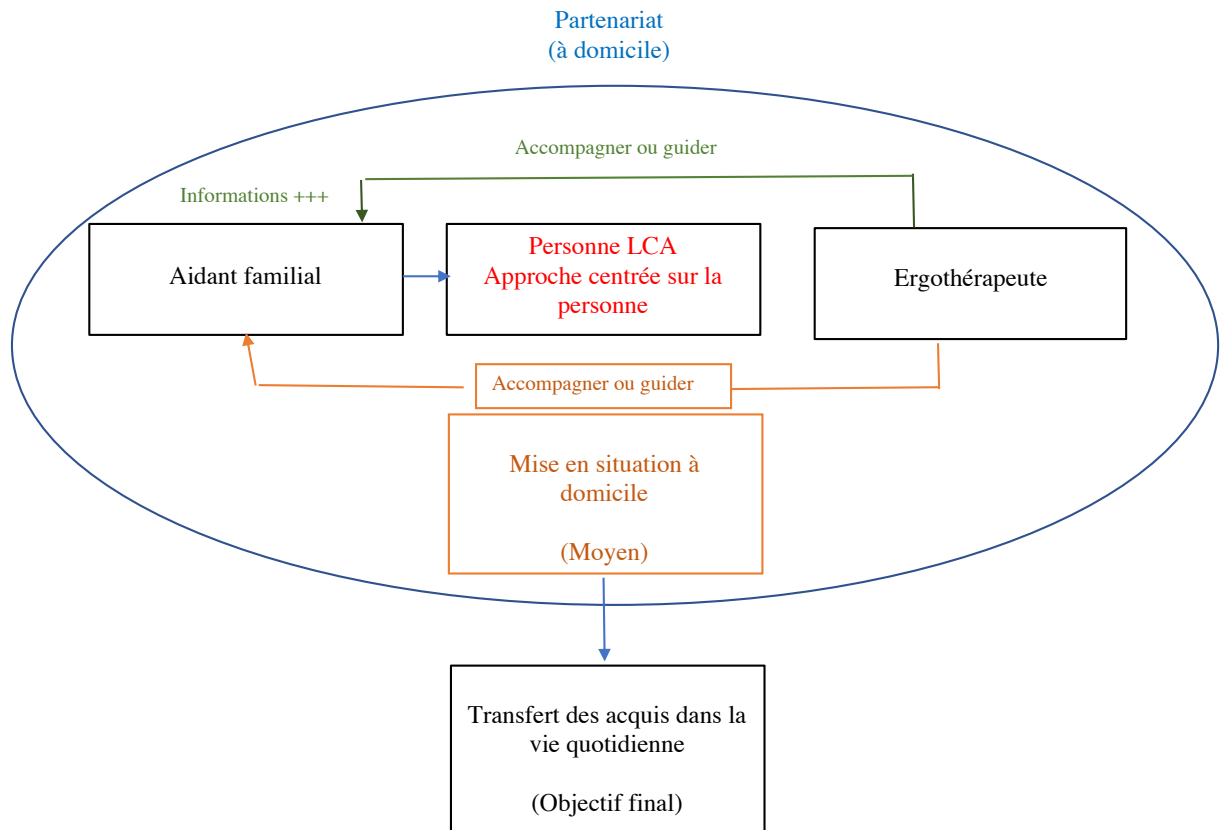 Partenariat
(à domicile)
Accompagner ou guider
Informations +++
Aidant familial
Personne LCA
Approche centrée sur la
personne
Ergothérapeute
Accompagner ou guider
Mise en situation à
domicile
(Moyen)
Transfert des acquis dans la
vie quotidienne
(Objectif final)